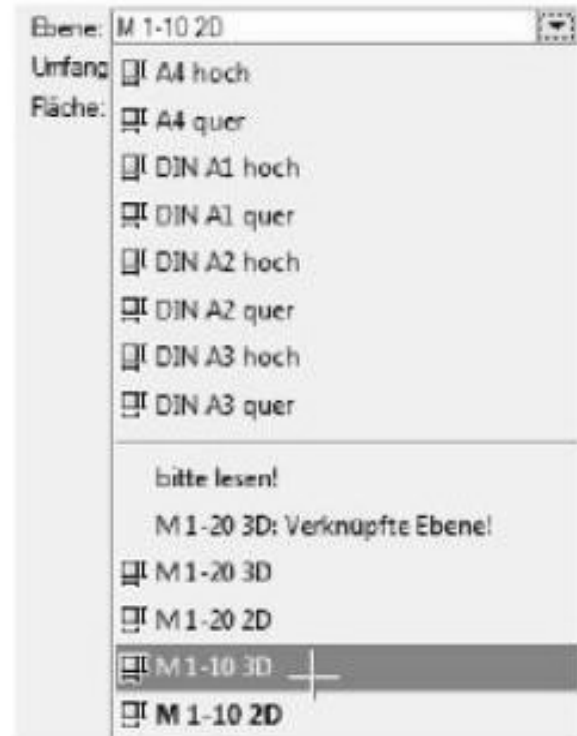 Ebene: M 1-10 2D
Umfang
Fläche:
A4 hoch
A4 quer
DIN A1 hoch
DIN A1 quer
DIN A2 hoch
DIN A2 quer
DIN A3 hoch
DIN A3 quer
bitte lesen!
M 1-20 3D: Verknüpfte Ebene!
M 1-20 3D
M 1-20 2D
M 1-10 3D
M 1-10 2D